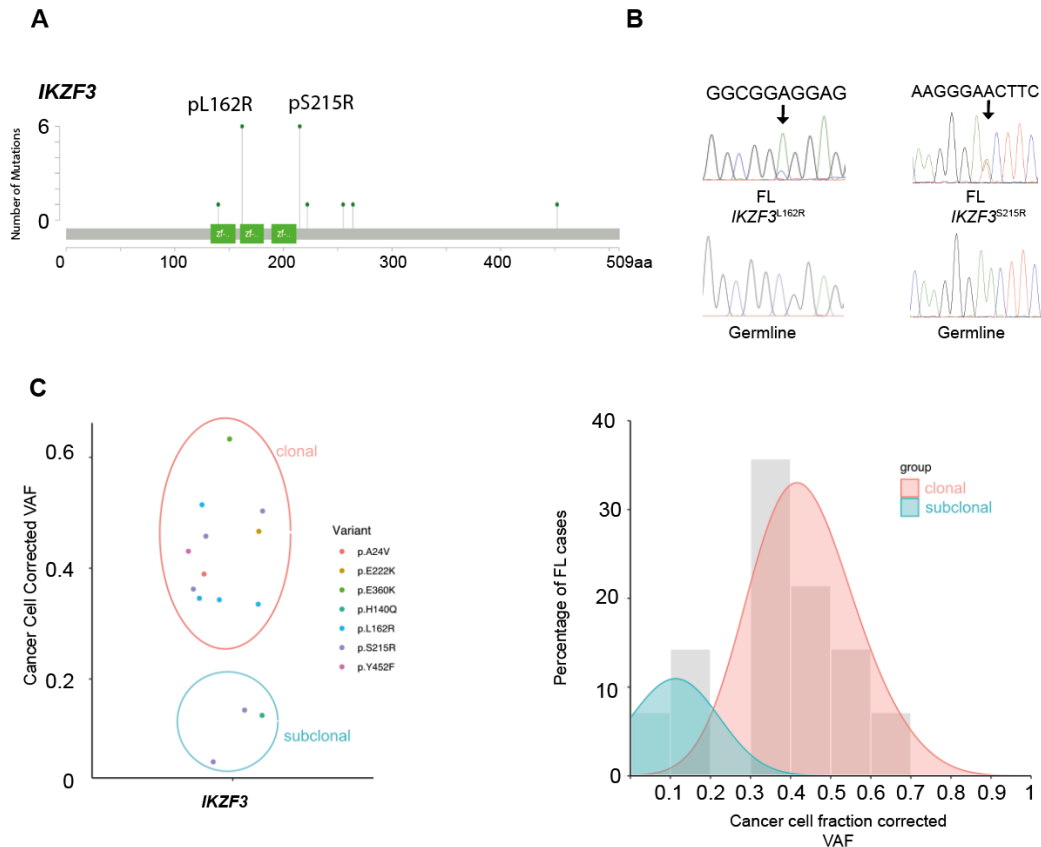 A
IKZF3
pL162R
pS215R
Number of Mutations
6
0
zf-..
zf-..
zf-..
0
100
200
300
400
509aa
B
GGCGGAGGAG
AAGGGAACTTC
FL
IKZF3L162R
FL
IKZF3S215R
Germline
Germline
C
Cancer Cell Corrected VAF
0.6
0.4
0.2
0
clonal
subclonal
IKZF3
Variant
p.A24V
p.E222K
p.E360K
p.H140Q
p.L162R
p.S215R
p.Y452F
Percentage of FL cases
40
30
20
10
0
group
clonal
subclonal
0.1
0.2
0.3
0.4
0.5
0.6
0.7
0.8
0.9
1
Cancer cell fraction corrected
VAF